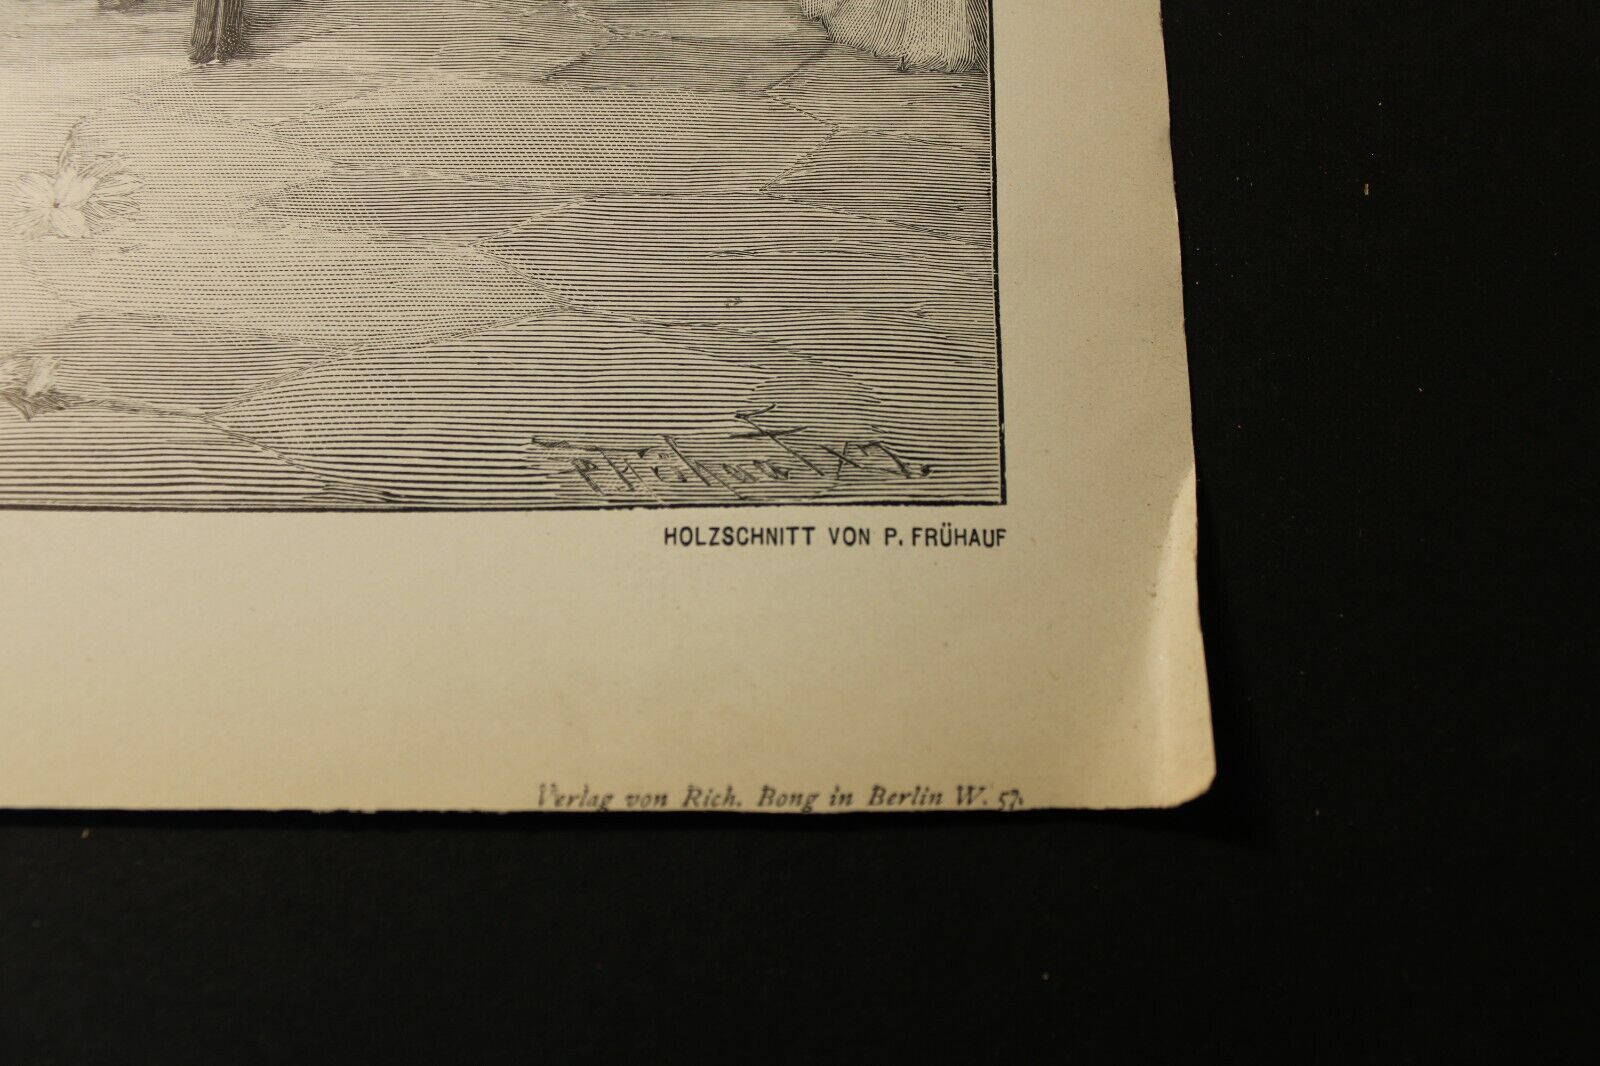 P. Frühauf X.J.
HOLZSCHNITT VON P. FRÜHAUF
Verlag von Rich. Bong in Berlin W. 57.